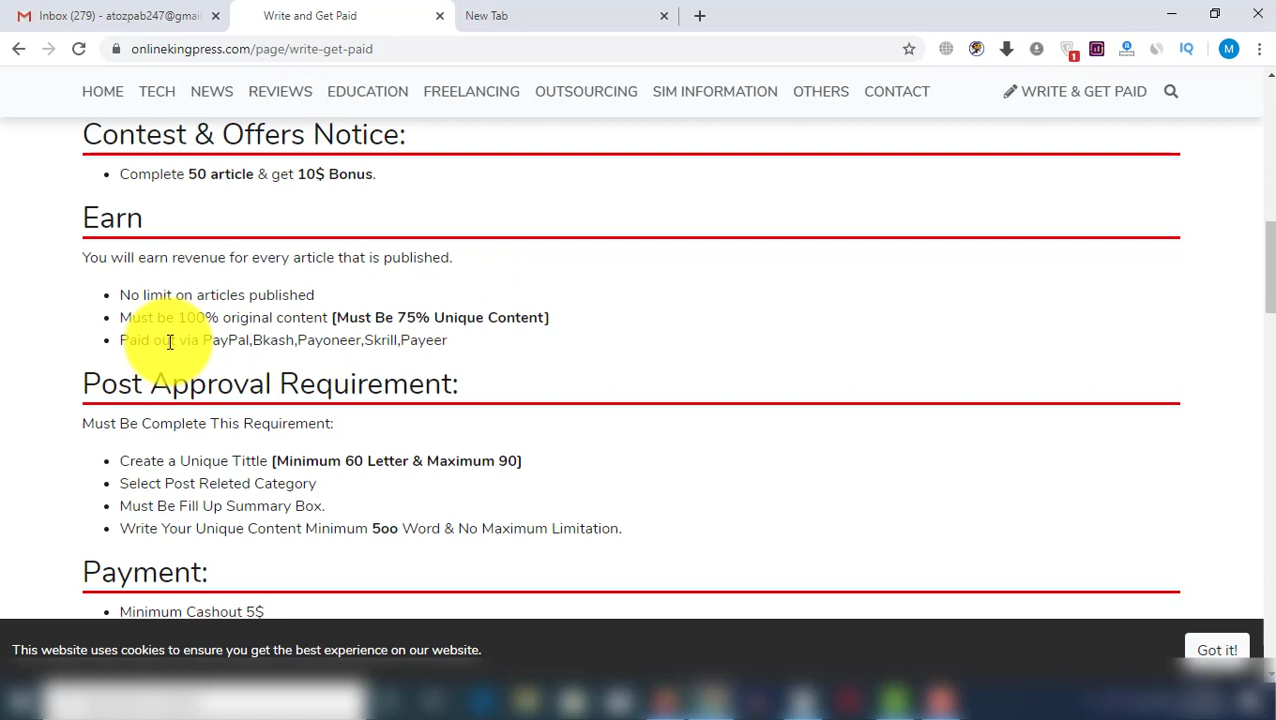 Inbox (279) - atozpab247@gmai
Write and Get Paid
New Tab
onlinekingpress.com/page/write-get-paid
1
IQ
M
HOME TECH NEWS REVIEWS EDUCATION FREELANCING OUTSOURCING SIM INFORMATION OTHERS CONTACT WRITE & GET PAID
Contest & Offers Notice:
Complete 50 article & get 10$ Bonus.
Earn
You will earn revenue for every article that is published.
No limit on articles published
Must be 100% original content [Must Be 75% Unique Content]
Paid out via PayPal,Bkash,Payoneer,Skrill,Payeer
Post Approval Requirement:
Must Be Complete This Requirement:
Create a Unique Tittle [Minimum 60 Letter & Maximum 90]
Select Post Releted Category
Must Be Fill Up Summary Box.
Write Your Unique Content Minimum 5oo Word & No Maximum Limitation.
Payment:
Minimum Cashout 5$
This website uses cookies to ensure you get the best experience on our website.
Got it!